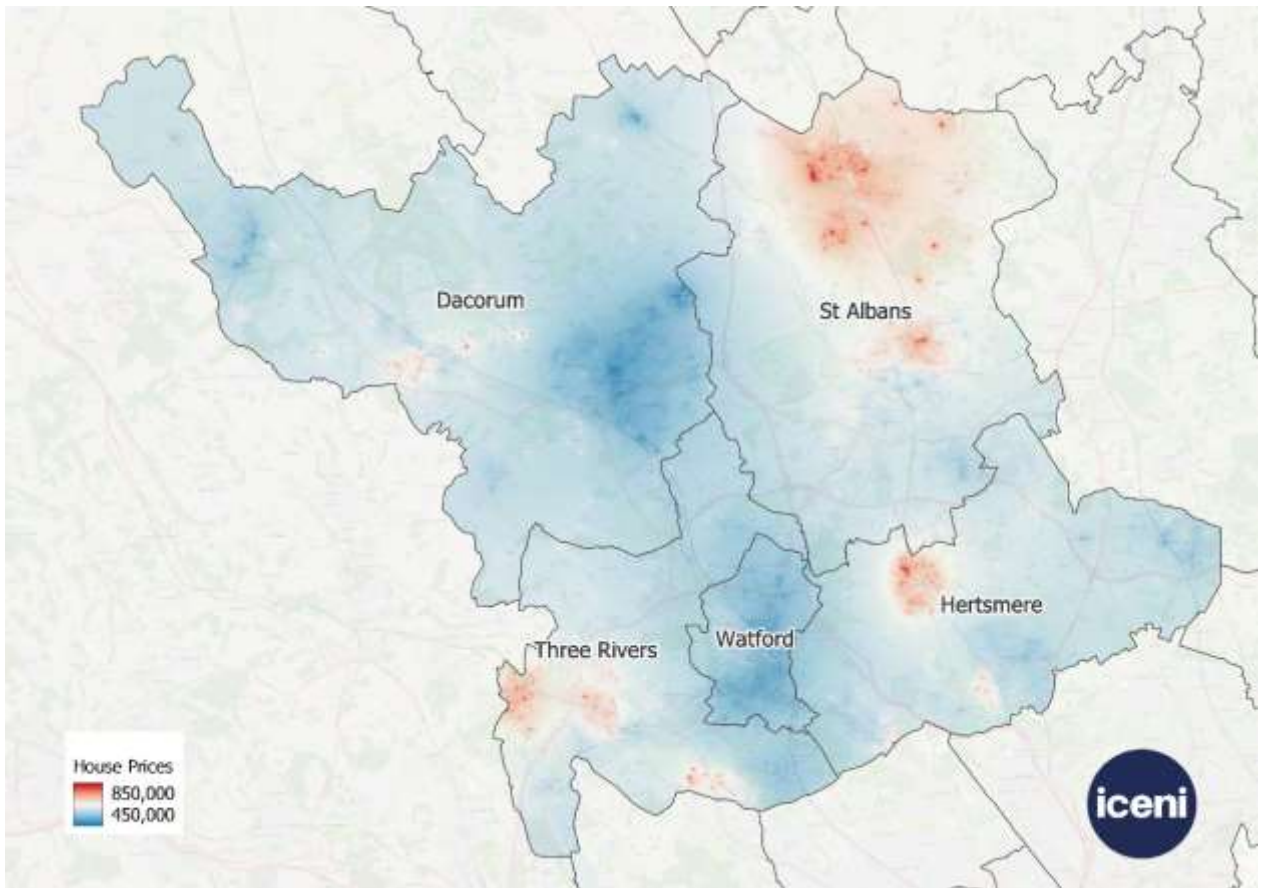 Dacorum
St Albans
Hertsmere
Watford
Three Rivers
House Prices
850,000
450,000
iceni